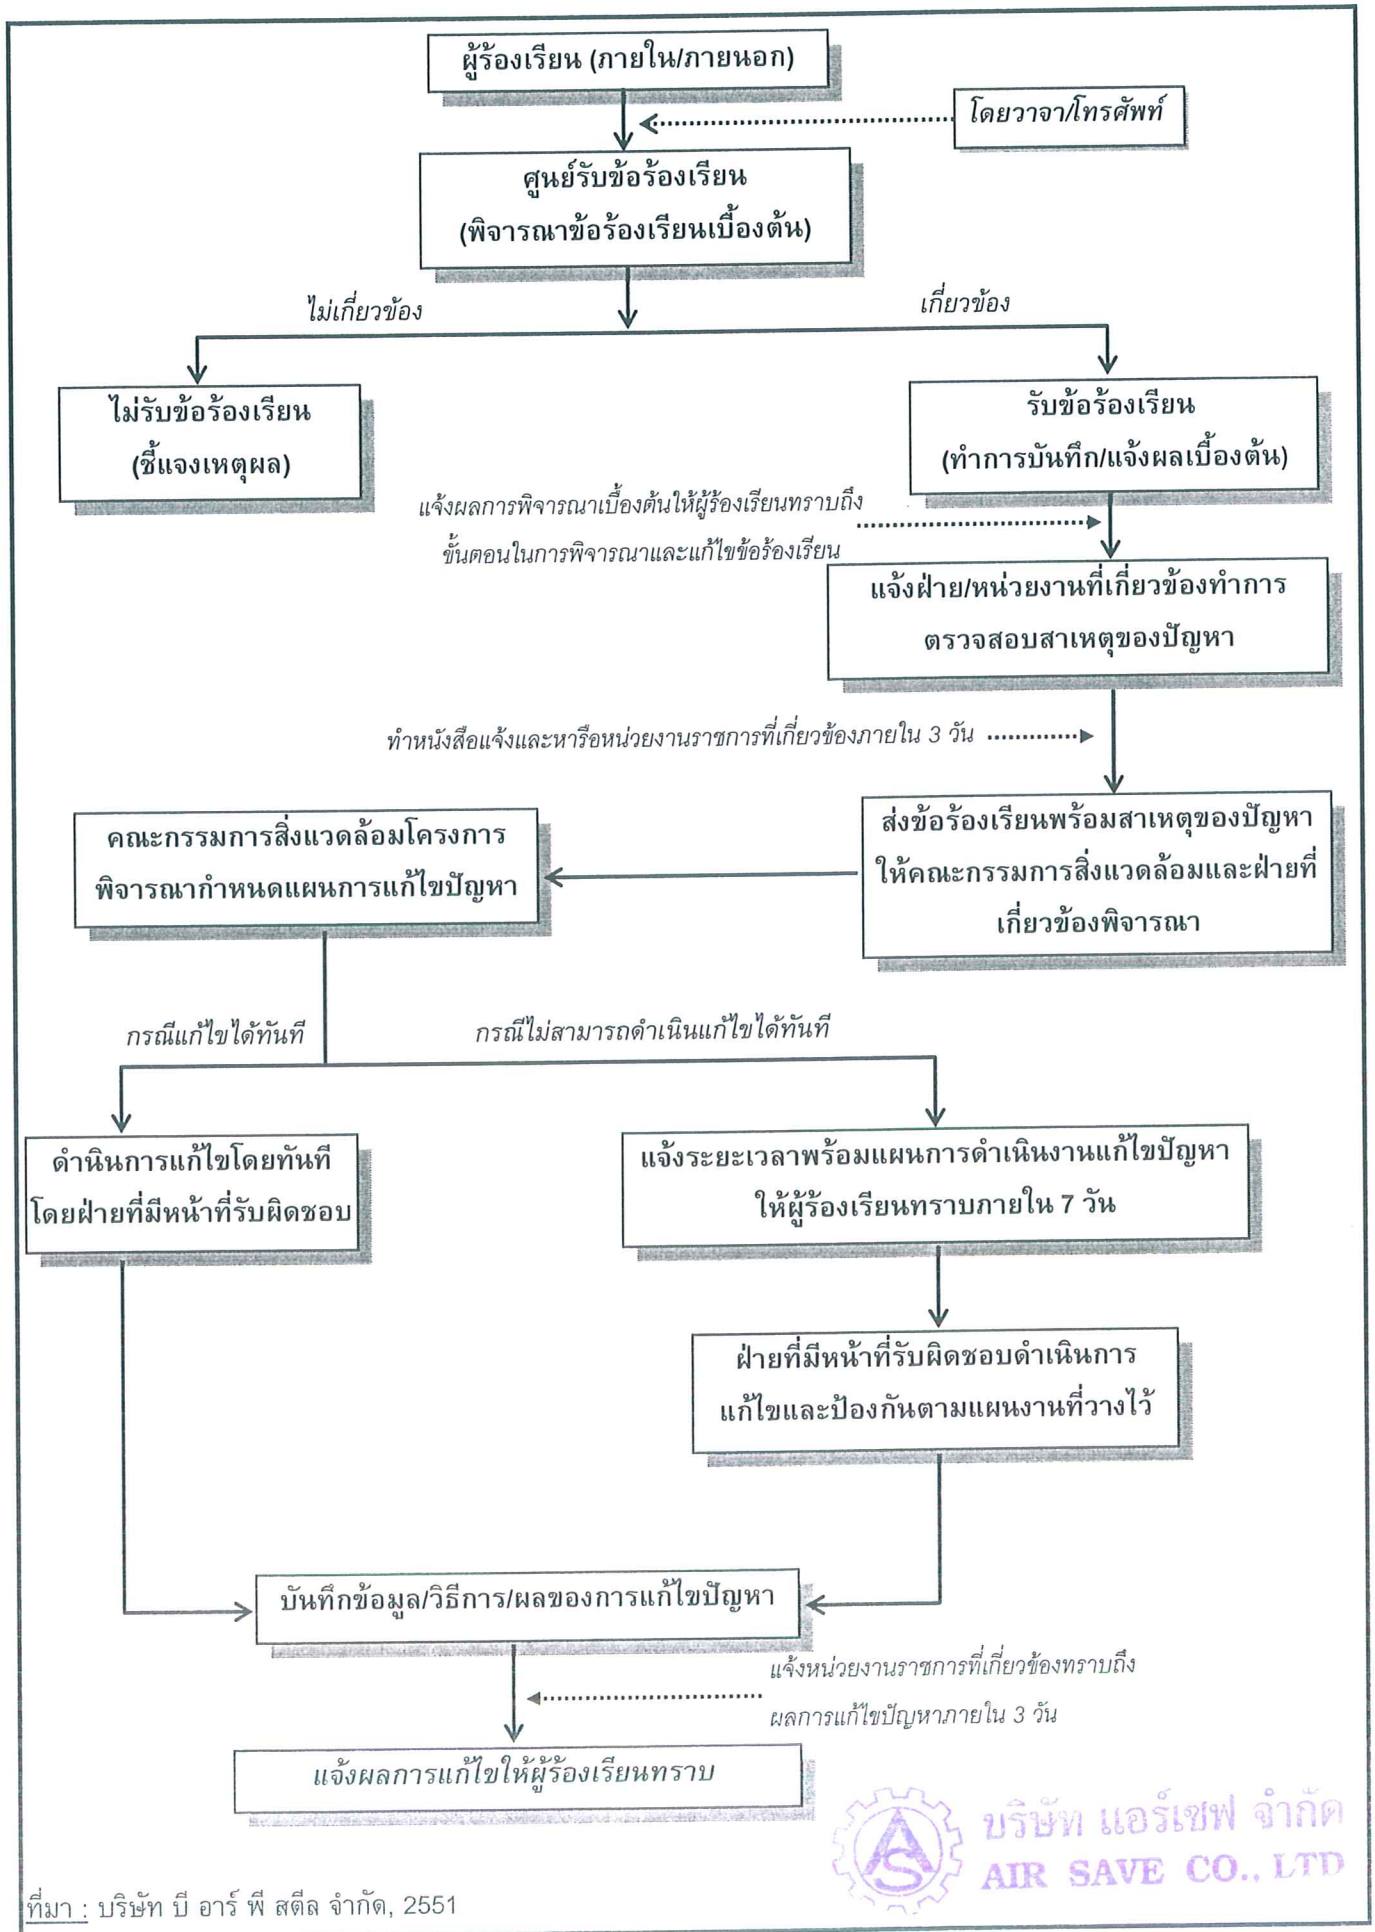 ผู้ร้องเรียน (ภายใน/ภายนอก)
โดยวาจา/โทรศัพท์
ศูนย์รับข้อร้องเรียน
(พิจารณาข้อร้องเรียนเบื้องต้น)
ไม่เกี่ยวข้อง
เกี่ยวข้อง
ไม่รับข้อร้องเรียน
(ชี้แจงเหตุผล)
รับข้อร้องเรียน
(ทำการบันทึก/แจ้งผลเบื้องต้น)
แจ้งผลการพิจารณาเบื้องต้นให้ผู้ร้องเรียนทราบถึง
ขั้นตอนในการพิจารณาและแก้ไขข้อร้องเรียน
แจ้งฝ่าย/หน่วยงานที่เกี่ยวข้องทำการ
ตรวจสอบสาเหตุของปัญหา
ทำหนังสือแจ้งและหารือหน่วยงานราชการที่เกี่ยวข้องภายใน 3 วัน
ส่งข้อร้องเรียนพร้อมสาเหตุของปัญหา
ให้คณะกรรมการสิ่งแวดล้อมและฝ่ายที่
เกี่ยวข้องพิจารณา
คณะกรรมการสิ่งแวดล้อมโครงการ
พิจารณากำหนดแผนการแก้ไขปัญหา
กรณีแก้ไขได้ทันที
กรณีไม่สามารถดำเนินแก้ไขได้ทันที
ดำนินการแก้ไขโดยทันที
โดยฝ่ายที่มีหน้าที่รับผิดชอบ
แจ้งระยะเวลาพร้อมแผนการดำเนินงานแก้ไขปัญหา
ให้ผู้ร้องเรียนทราบภายใน 7 วัน
ฝ่ายที่มีหน้าที่รับผิดชอบดำเนินการ
แก้ไขและป้องกันตามแผนงานที่วางไว้
บันทึกข้อมูล/วิธีการ/ผลของการแก้ไขปัญหา
แจ้งหน่วยงานราชการที่เกี่ยวข้องทราบถึง
ผลการแก้ไขปัญหาภายใน 3 วัน
แจ้งผลการแก้ไขให้ผู้ร้องเรียนทราบ
AS
บริษัท แอร์เซฟ จำกัด
AIR SAVE CO., LTD
ที่มา : บริษัท บี อาร์ พี สตีล จำกัด, 2551